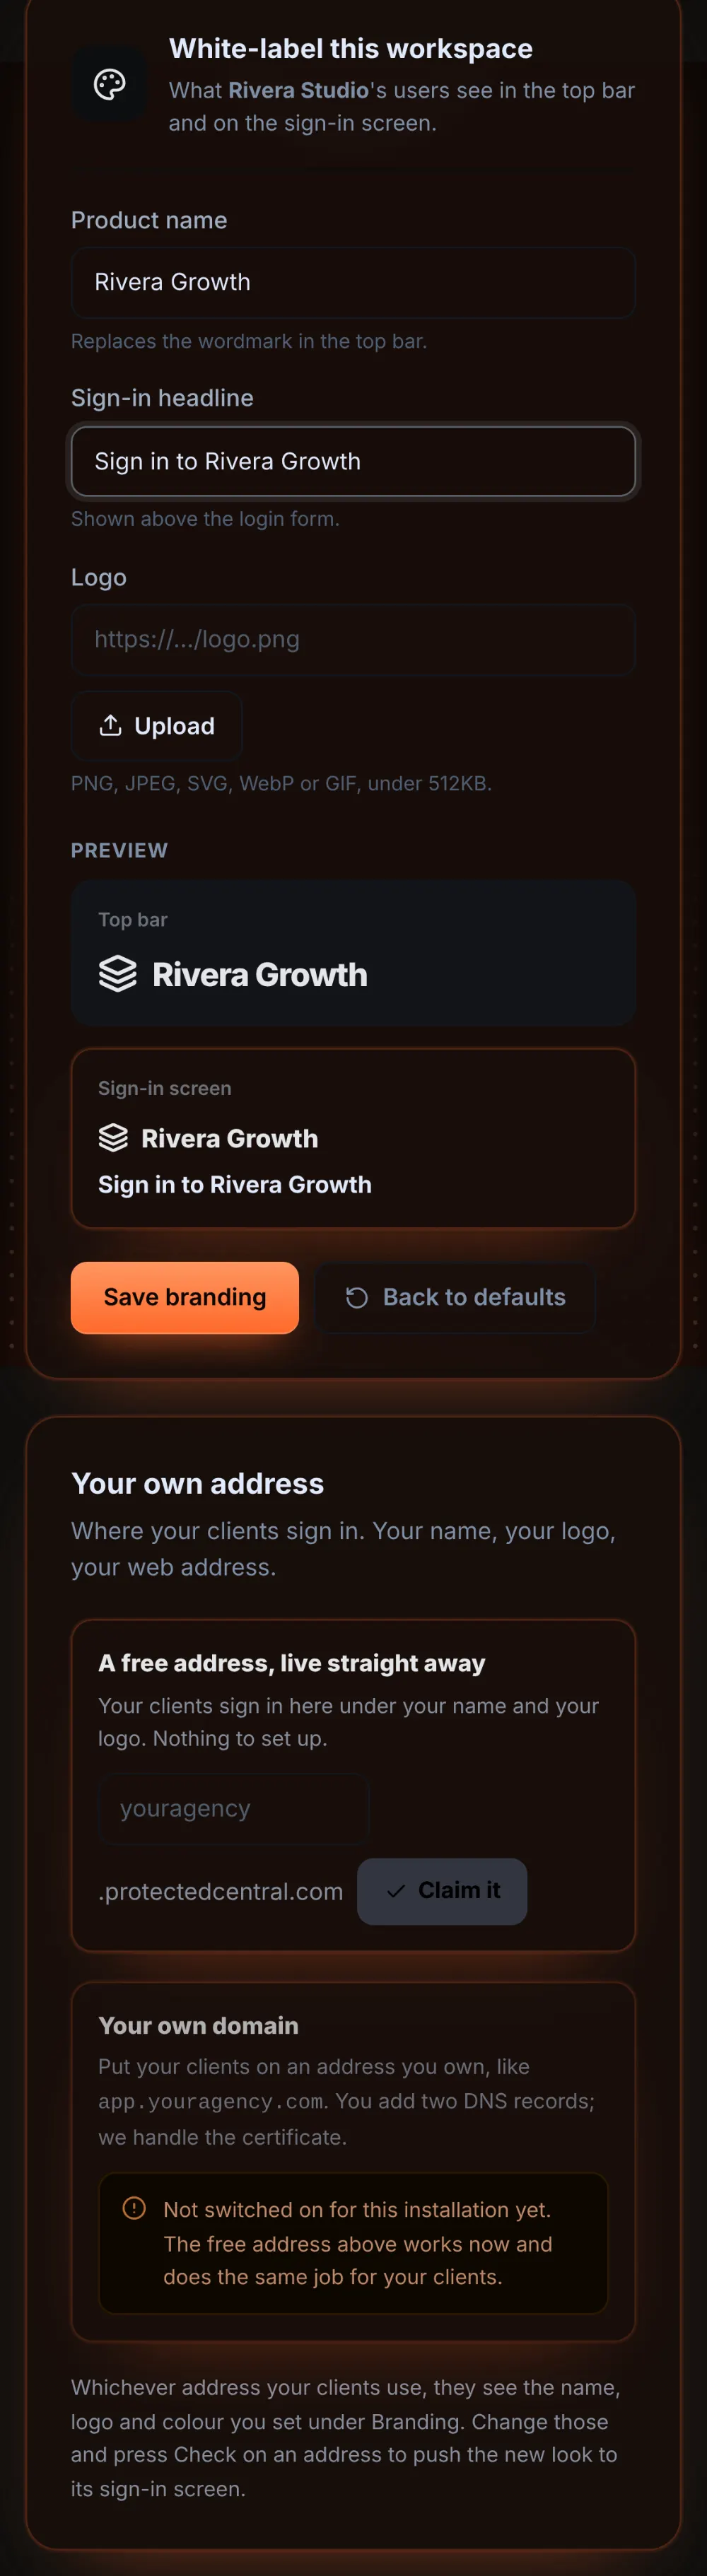 White-label this workspace
What Rivera Studio's users see in the top bar
and on the sign-in screen.
Product name
Rivera Growth
Replaces the wordmark in the top bar.
Sign-in headline
Sign in to Rivera Growth
Shown above the login form.
Logo
https://.../logo.png
Upload
PNG, JPEG, SVG, WebP or GIF, under 512KB.
PREVIEW
Top bar
Rivera Growth
Sign-in screen
Rivera Growth
Sign in to Rivera Growth
Save branding
Back to defaults
Your own address
Where your clients sign in. Your name, your logo,
your web address.
A free address, live straight away
Your clients sign in here under your name and your
logo. Nothing to set up.
youragency
.protectedcentral.com
Claim it
Your own domain
Put your clients on an address you own, like
app.youragency.com. You add two DNS records;
we handle the certificate.
Not switched on for this installation yet.
The free address above works now and
does the same job for your clients.
Whichever address your clients use, they see the name,
logo and colour you set under Branding. Change those
and press Check on an address to push the new look to
its sign-in screen.